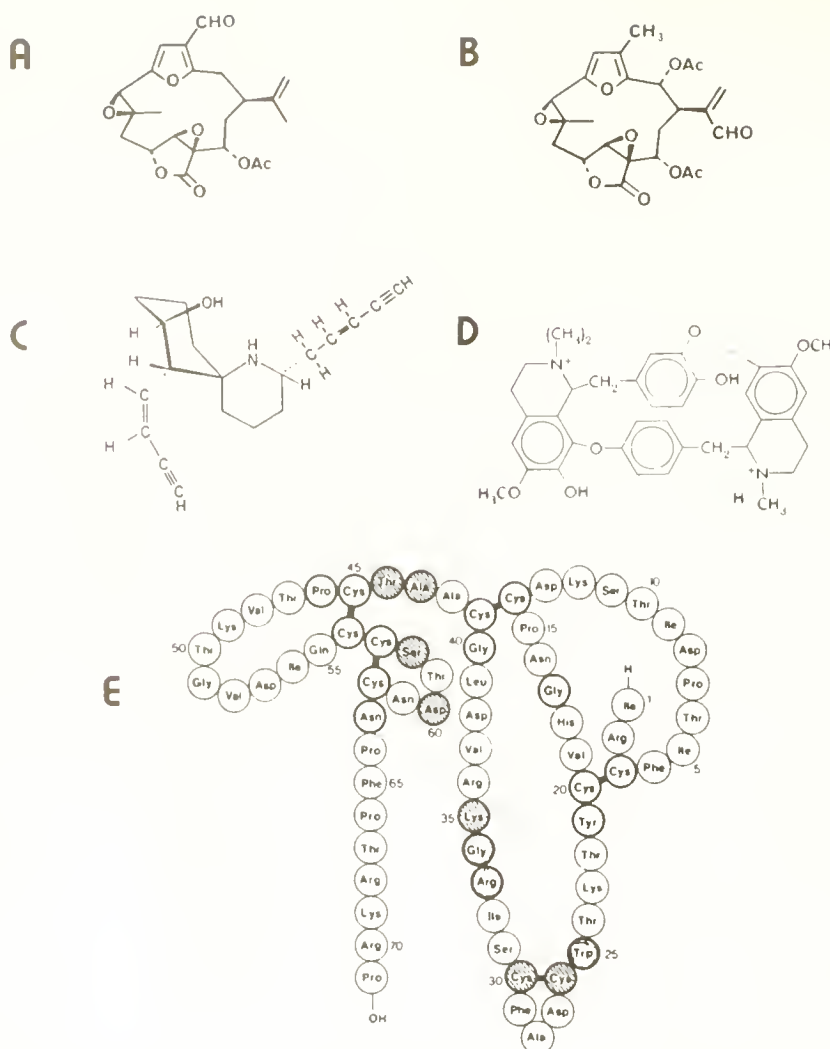 A
CHO
O
O
O
OAc
O
O
B
CH3
OAc
O
O
O
CHO
OAc
O
O
C
OH
H
H
H
N
H
H
H
H
C
C
C
C≡CH
H
H
H
C
C
H
C
C
H
D
(CH3)2
N+
CH2
O
OH
OCH
O
CH2
H3CO
OH
+N
H
CH3
E
45
Pro Cys Thr Ala Ala Cys Cys Asp Lys Ser Thr Ile Asp Pro Thr Ile Phe Cys Arg Ile H
10
50
Thr Val Lys Thr Gly Val Asp Ile Gln Cys Cys Ser Thr Asp Asn Cys
55
60
40
Gly Leu Asp Val Arg Lys Gly Arg Ile Ser Cys Phe Ala Asp Cys Trp Thr Lys Thr Tyr Cys Val His Gly Asn Pro
15
1
5
20
35
30
25
Asn Pro Phe Pro Thr Arg Lys Arg Pro
65
70
OH